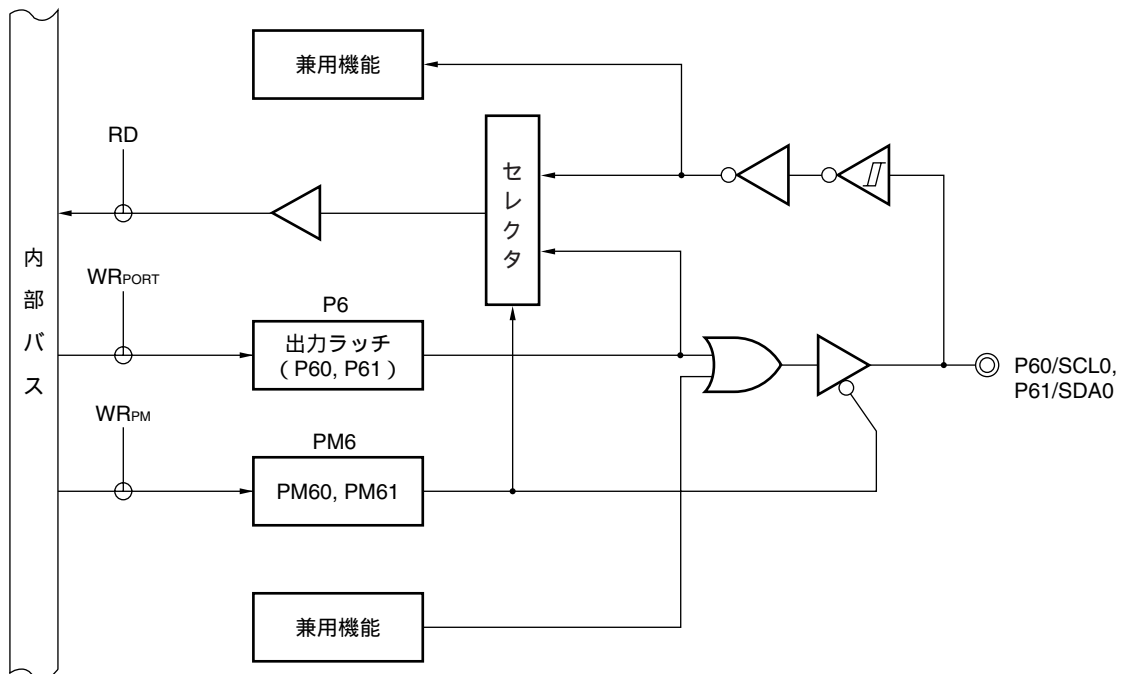 兼用機能
RD
セレクタ
内部バス
WRPORT
P6
出力ラッチ
（P60, P61）
P60/SCL0,
P61/SDA0
WRPM
PM6
PM60, PM61
兼用機能